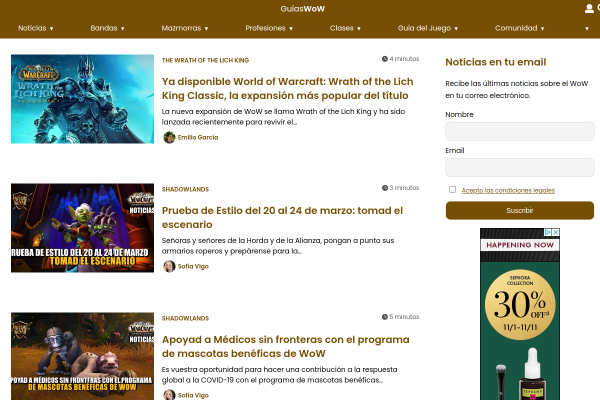 GuíasWoW
Noticias ▾ Bandas ▾ Mazmorras ▾ Profesiones ▾ Clases ▾ Guía del Juego ▾ Comunidad ▾ ▾
WORLD WARCRAFT
WRATH OF THE
LICH KING
THE WRATH OF THE LICH KING
4 minutos
Ya disponible World of Warcraft: Wrath of the Lich
King Classic, la expansión más popular del título
La nueva expansión de WoW se llama Wrath of the Lich King y ha sido
lanzada recientemente para revivir el...
Emilio García
NOTICIAS
PRUEBA DE ESTILO DEL 20 AL 24 DE MARZO
TOMAD EL ESCENARIO
SHADOWLANDS
3 minutos
Prueba de Estilo del 20 al 24 de marzo: tomad el
escenario
Señoras y señores de la Horda y de la Alianza, pongan a punto sus
armarios roperos y prepárense para la...
Sofía Vigo
NOTICIAS
APOYAD A MÉDICOS SIN FRONTERAS CON EL PROGRAMA
DE MASCOTAS BENÉFICAS DE WOW
SHADOWLANDS
5 minutos
Apoyad a Médicos sin fronteras con el programa
de mascotas benéficas de WoW
Es vuestra oportunidad para hacer una contribución a la respuesta
global a la COVID-19 con el programa de mascotas benéficas...
Sofía Vigo
Noticias en tu email
Recibe las últimas noticias sobre el WoW
en tu correo electrónico.
Nombre
Email
Acepto las condiciones legales
Suscribir
HAPPENING NOW
SEPHORA
COLLECTION
30% OFF
11/1-11/11